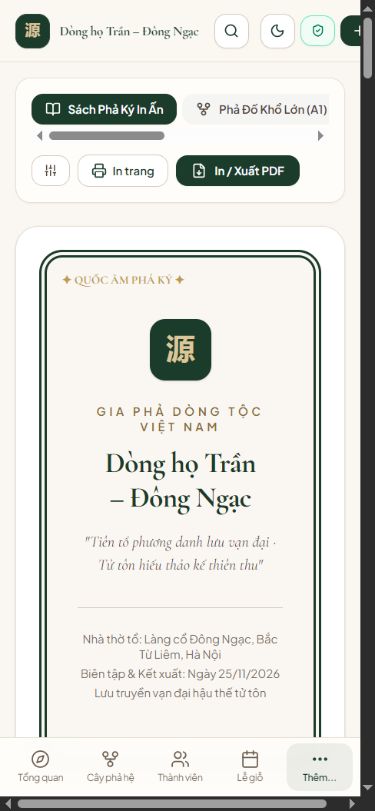 源 Dòng họ Trần – Đông Ngạc
Sách Phả Ký In Ấn Phả Đồ Khổ Lớn (A1)
In trang In / Xuất PDF
✦ QUỐC ÂM PHẢ KÝ ✦
源
GIA PHẢ DÒNG TỘC
VIỆT NAM
Dòng họ Trần
– Đông Ngạc
"Tiên tổ phương danh lưu vạn đại ·
Tử tôn hiếu thảo kế thiên thu"
Nhà thờ tổ: Làng cổ Đông Ngạc, Bắc
Từ Liêm, Hà Nội
Biên tập & Kết xuất: Ngày 25/11/2026
Lưu truyền vạn đại hậu thế tử tôn
Tổng quan Cây phả hệ Thành viên Lễ giỗ Thêm...